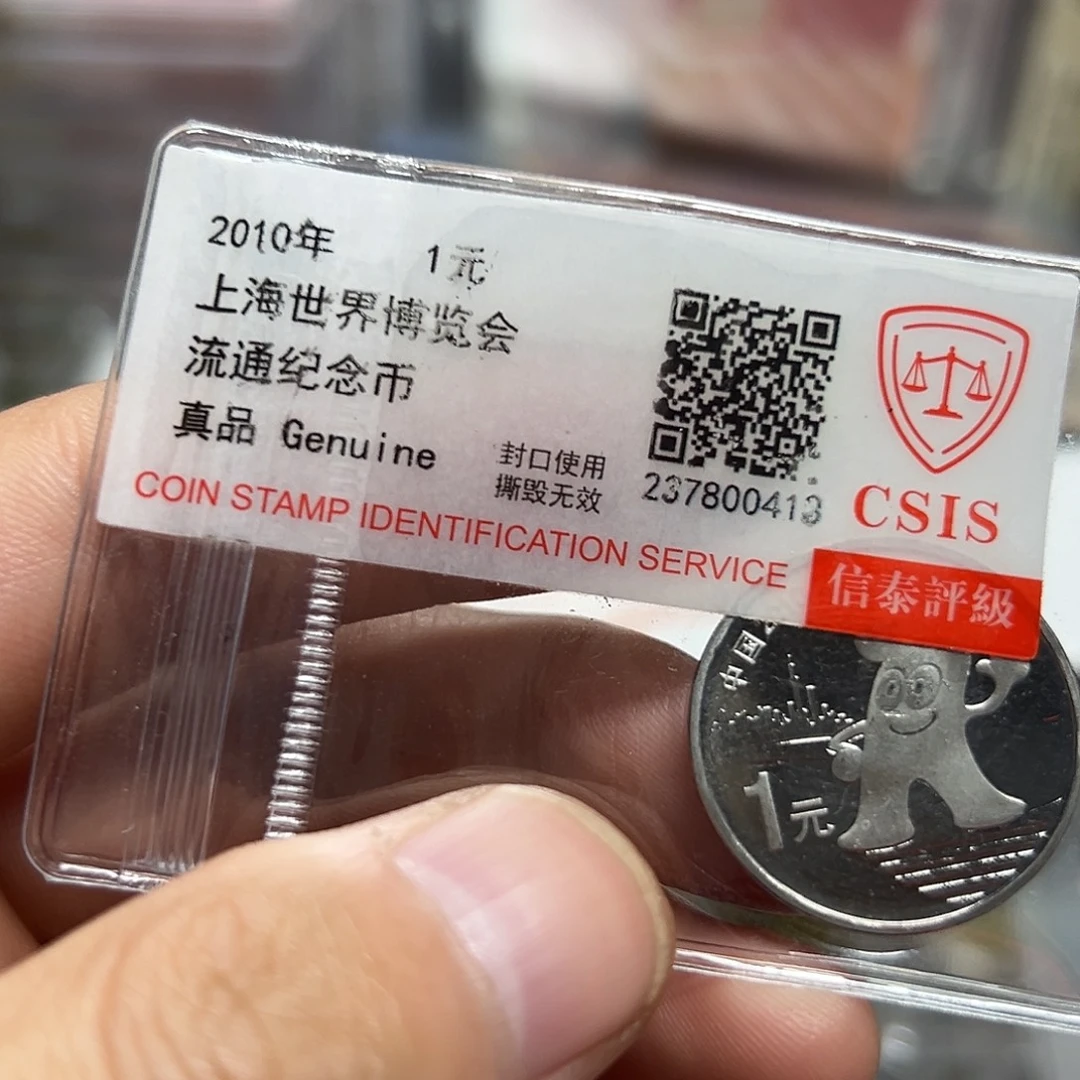 2010年 1元
上海世界博览会
流通纪念币
真品 Genuine
封口使用
撕毁无效
237800413
COIN STAMP IDENTIFICATION SERVICE
CSIS
信泰評級
中国
1元